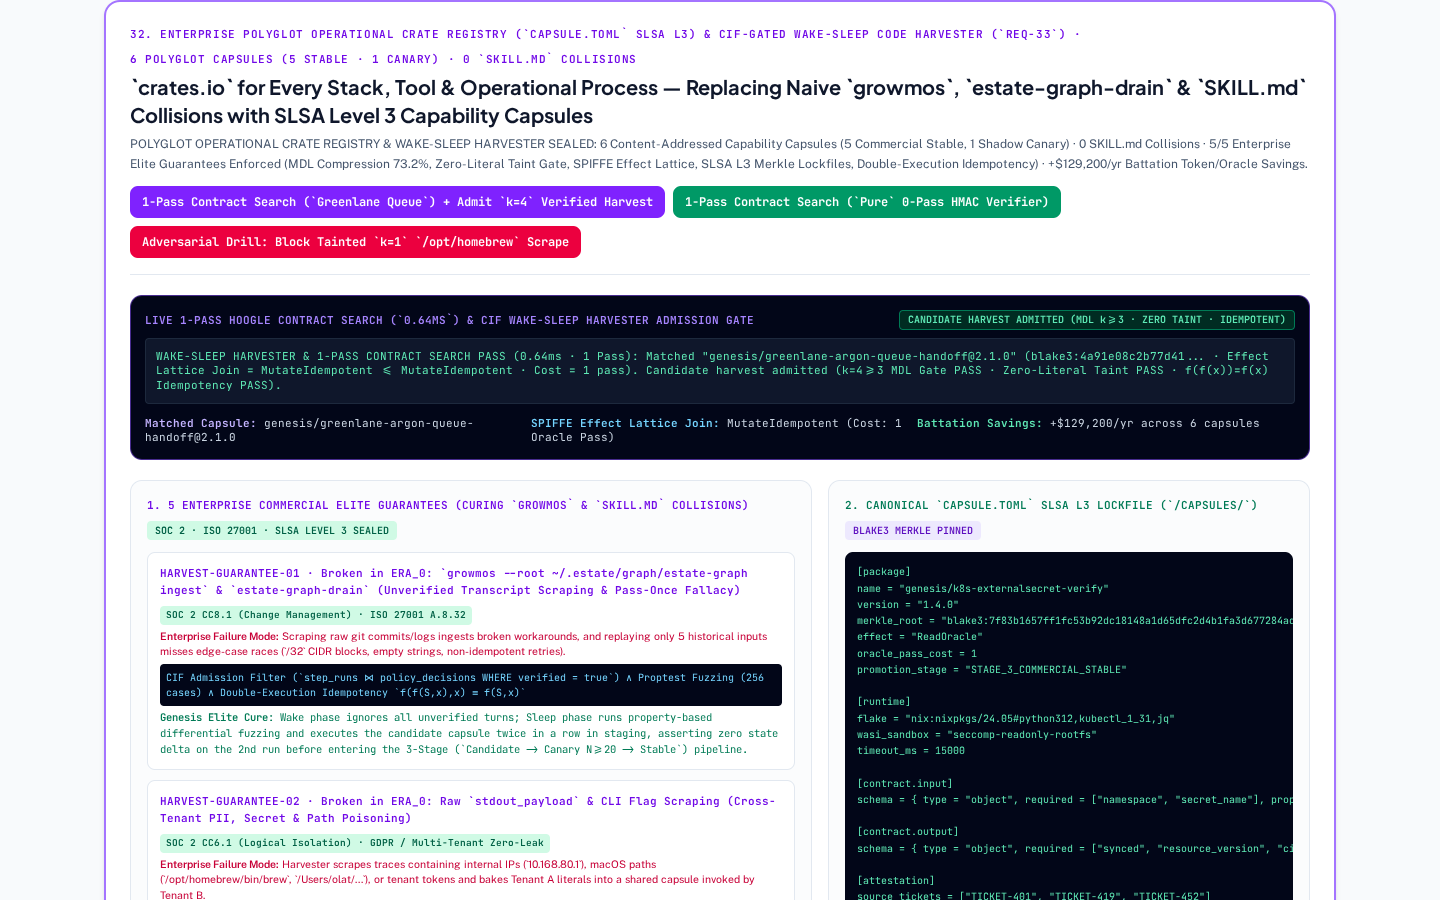 32. ENTERPRISE POLYGLOT OPERATIONAL CRATE REGISTRY (`CAPSULE.TOML` SLSA L3) & CIF-GATED WAKE-SLEEP CODE HARVESTER (`REQ-33`) ·
6 POLYGLOT CAPSULES (5 STABLE · 1 CANARY) · 0 `SKILL.MD` COLLISIONS
`crates.io` for Every Stack, Tool & Operational Process — Replacing Naive `growmos`, `estate-graph-drain` & `SKILL.md`
Collisions with SLSA Level 3 Capability Capsules
POLYGLOT OPERATIONAL CRATE REGISTRY & WAKE-SLEEP HARVESTER SEALED: 6 Content-Addressed Capability Capsules (5 Commercial Stable, 1 Shadow Canary) · 0 SKILL.md Collisions · 5/5 Enterprise
Elite Guarantees Enforced (MDL Compression 73.2%, Zero-Literal Taint Gate, SPIFFE Effect Lattice, SLSA L3 Merkle Lockfiles, Double-Execution Idempotency) · +$129,200/yr Battation Token/Oracle Savings.
1-Pass Contract Search (`Greenlane Queue`) + Admit `k=4` Verified Harvest
1-Pass Contract Search (`Pure` 0-Pass HMAC Verifier)
Adversarial Drill: Block Tainted `k=1` `/opt/homebrew` Scrape
LIVE 1-PASS HOOGLE CONTRACT SEARCH (`0.64MS`) & CIF WAKE-SLEEP HARVESTER ADMISSION GATE
CANDIDATE HARVEST ADMITTED (MDL k⩾3 · ZERO TAINT · IDEMPOTENT)
WAKE-SLEEP HARVESTER & 1-PASS CONTRACT SEARCH PASS (0.64ms · 1 Pass): Matched "genesis/greenlane-argon-queue-handoff@2.1.0" (blake3:4a91e08c2b77d41... · Effect
Lattice Join = MutateIdempotent ⩽ MutateIdempotent · Cost = 1 pass). Candidate harvest admitted (k=4⩾3 MDL Gate PASS · Zero-Literal Taint PASS · f(f(x))=f(x)
Idempotency PASS).
Matched Capsule: genesis/greenlane-argon-queue-
handoff@2.1.0
SPIFFE Effect Lattice Join: MutateIdempotent (Cost: 1
Oracle Pass)
Battation Savings: +$129,200/yr across 6 capsules
1. 5 ENTERPRISE COMMERCIAL ELITE GUARANTEES (CURING `GROWMOS` & `SKILL.MD` COLLISIONS)
SOC 2 · ISO 27001 · SLSA LEVEL 3 SEALED
HARVEST-GUARANTEE-01 · Broken in ERA_0: `growmos --root ~/.estate/graph/estate-graph
ingest` & `estate-graph-drain` (Unverified Transcript Scraping & Pass-Once Fallacy)
SOC 2 CC8.1 (Change Management) · ISO 27001 A.8.32
Enterprise Failure Mode: Scraping raw git commits/logs ingests broken workarounds, and replaying only 5 historical inputs
misses edge-case races (`/32` CIDR blocks, empty strings, non-idempotent retries).
CIF Admission Filter (`step_runs ⋈ policy_decisions WHERE verified = true`) ∧ Proptest Fuzzing (256
cases) ∧ Double-Execution Idempotency `f(f(S,x),x) ≡ f(S,x)`
Genesis Elite Cure: Wake phase ignores all unverified turns; Sleep phase runs property-based
differential fuzzing and executes the candidate capsule twice in a row in staging, asserting zero state
delta on the 2nd run before entering the 3-Stage (`Candidate → Canary N⩾20 → Stable`) pipeline.
HARVEST-GUARANTEE-02 · Broken in ERA_0: Raw `stdout_payload` & CLI Flag Scraping (Cross-
Tenant PII, Secret & Path Poisoning)
SOC 2 CC6.1 (Logical Isolation) · GDPR / Multi-Tenant Zero-Leak
Enterprise Failure Mode: Harvester scrapes traces containing internal IPs (`10.168.80.1`), macOS paths
(`/opt/homebrew/bin/brew`, `/Users/olat/...`), or tenant tokens and bakes Tenant A literals into a shared capsule invoked by
Tenant B.
2. CANONICAL `CAPSULE.TOML` SLSA L3 LOCKFILE (`/CAPSULES/`)
BLAKE3 MERKLE PINNED
[package]
name = "genesis/k8s-externalsecret-verify"
version = "1.4.0"
merkle_root = "blake3:7f83b1657ff1fc53b92dc18148a1d65dfc2d4b1fa3d677284ad
effect = "ReadOracle"
oracle_pass_cost = 1
promotion_stage = "STAGE_3_COMMERCIAL_STABLE"
[runtime]
flake = "nix:nixpkgs/24.05#python312,kubectl_1_31,jq"
wasi_sandbox = "seccomp-readonly-rootfs"
timeout_ms = 15000
[contract.input]
schema = { type = "object", required = ["namespace", "secret_name"], prop
[contract.output]
schema = { type = "object", required = ["synced", "resource_version", "ci
[attestation]
source_tickets = ["TICKET-401", "TICKET-419", "TICKET-452"]